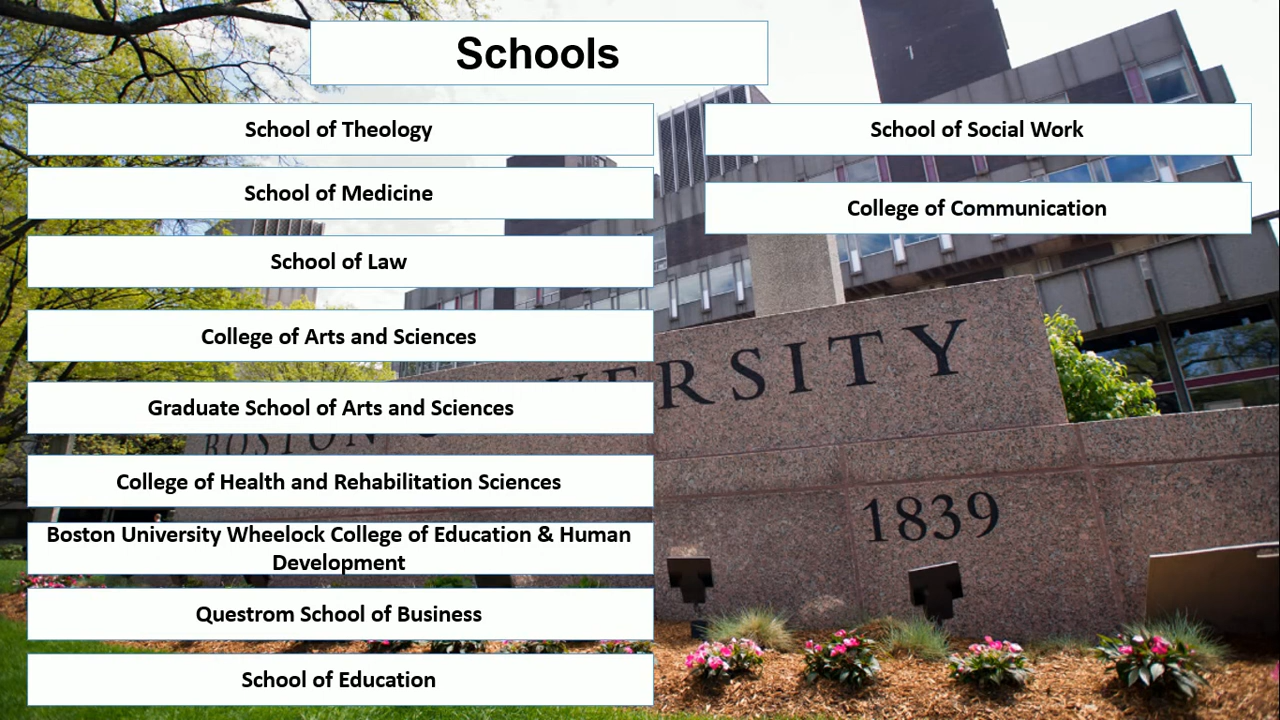 Schools
School of Theology
School of Medicine
School of Law
College of Arts and Sciences
Graduate School of Arts and Sciences
College of Health and Rehabilitation Sciences
Boston University Wheelock College of Education & Human
Development
Questrom School of Business
School of Education
School of Social Work
College of Communication
BOSTON ERSITY
1839